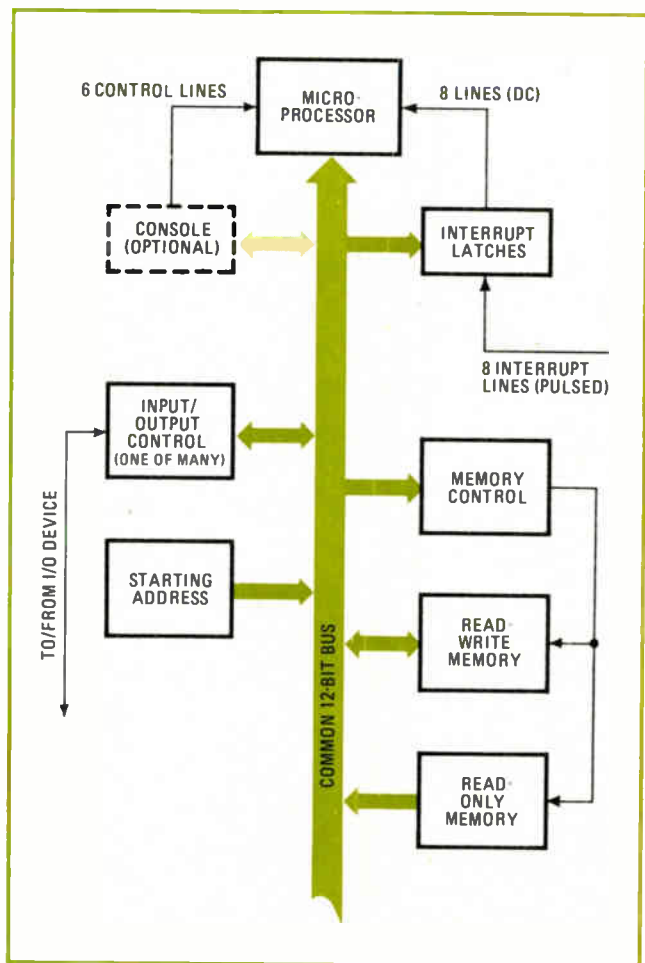 6 CONTROL LINES
MICRO-
PROCESSOR
8 LINES (DC)
CONSOLE
(OPTIONAL)
INTERRUPT
LATCHES
8 INTERRUPT
LINES (PULSED)
INPUT/
OUTPUT
CONTROL
(ONE OF MANY)
MEMORY
CONTROL
TO/FROM I/O DEVICE
STARTING
ADDRESS
READ-
WRITE
MEMORY
COMMON 12-BIT BUS
READ-
ONLY
MEMORY